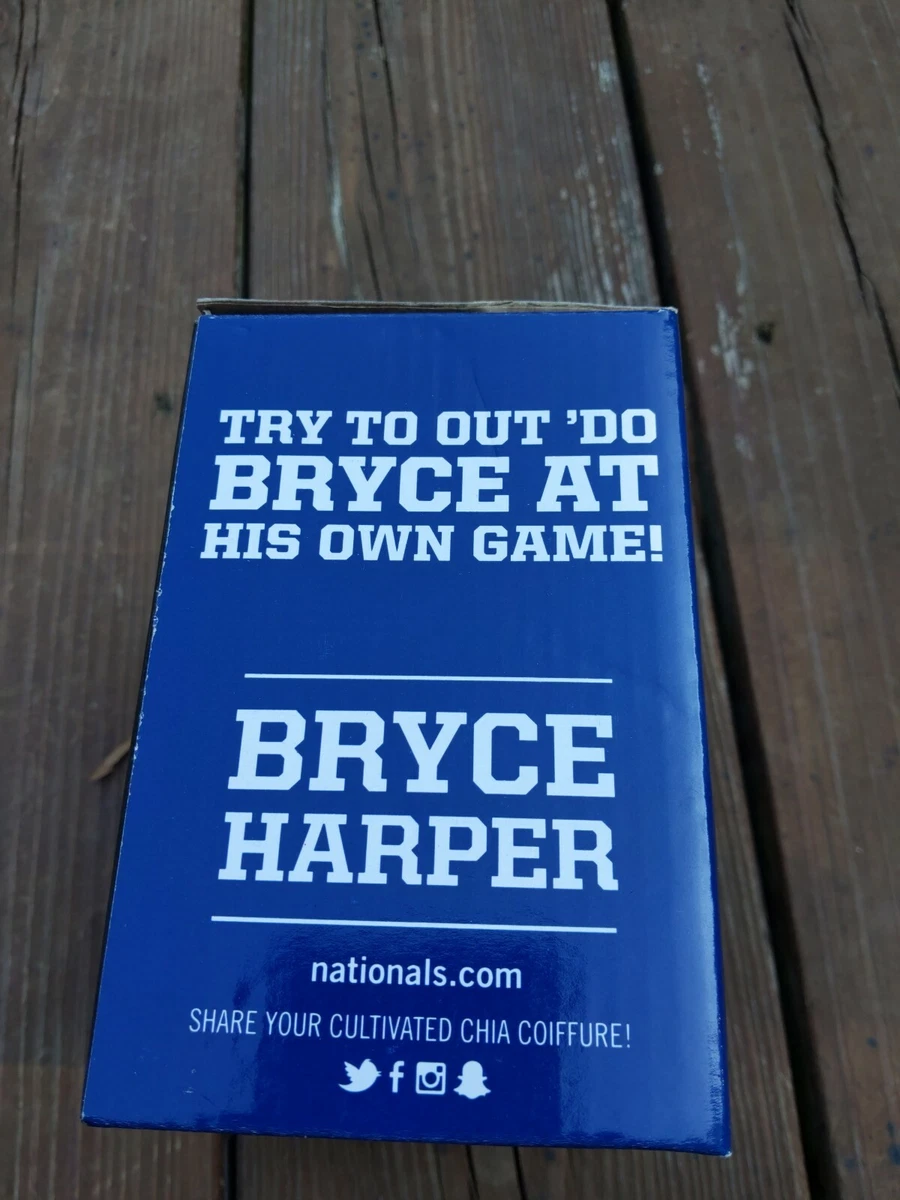 TRY TO OUT 'DO
BRYCE AT
HIS OWN GAME!
BRYCE
HARPER
nationals.com
SHARE YOUR CULTIVATED CHIA COIFFURE!